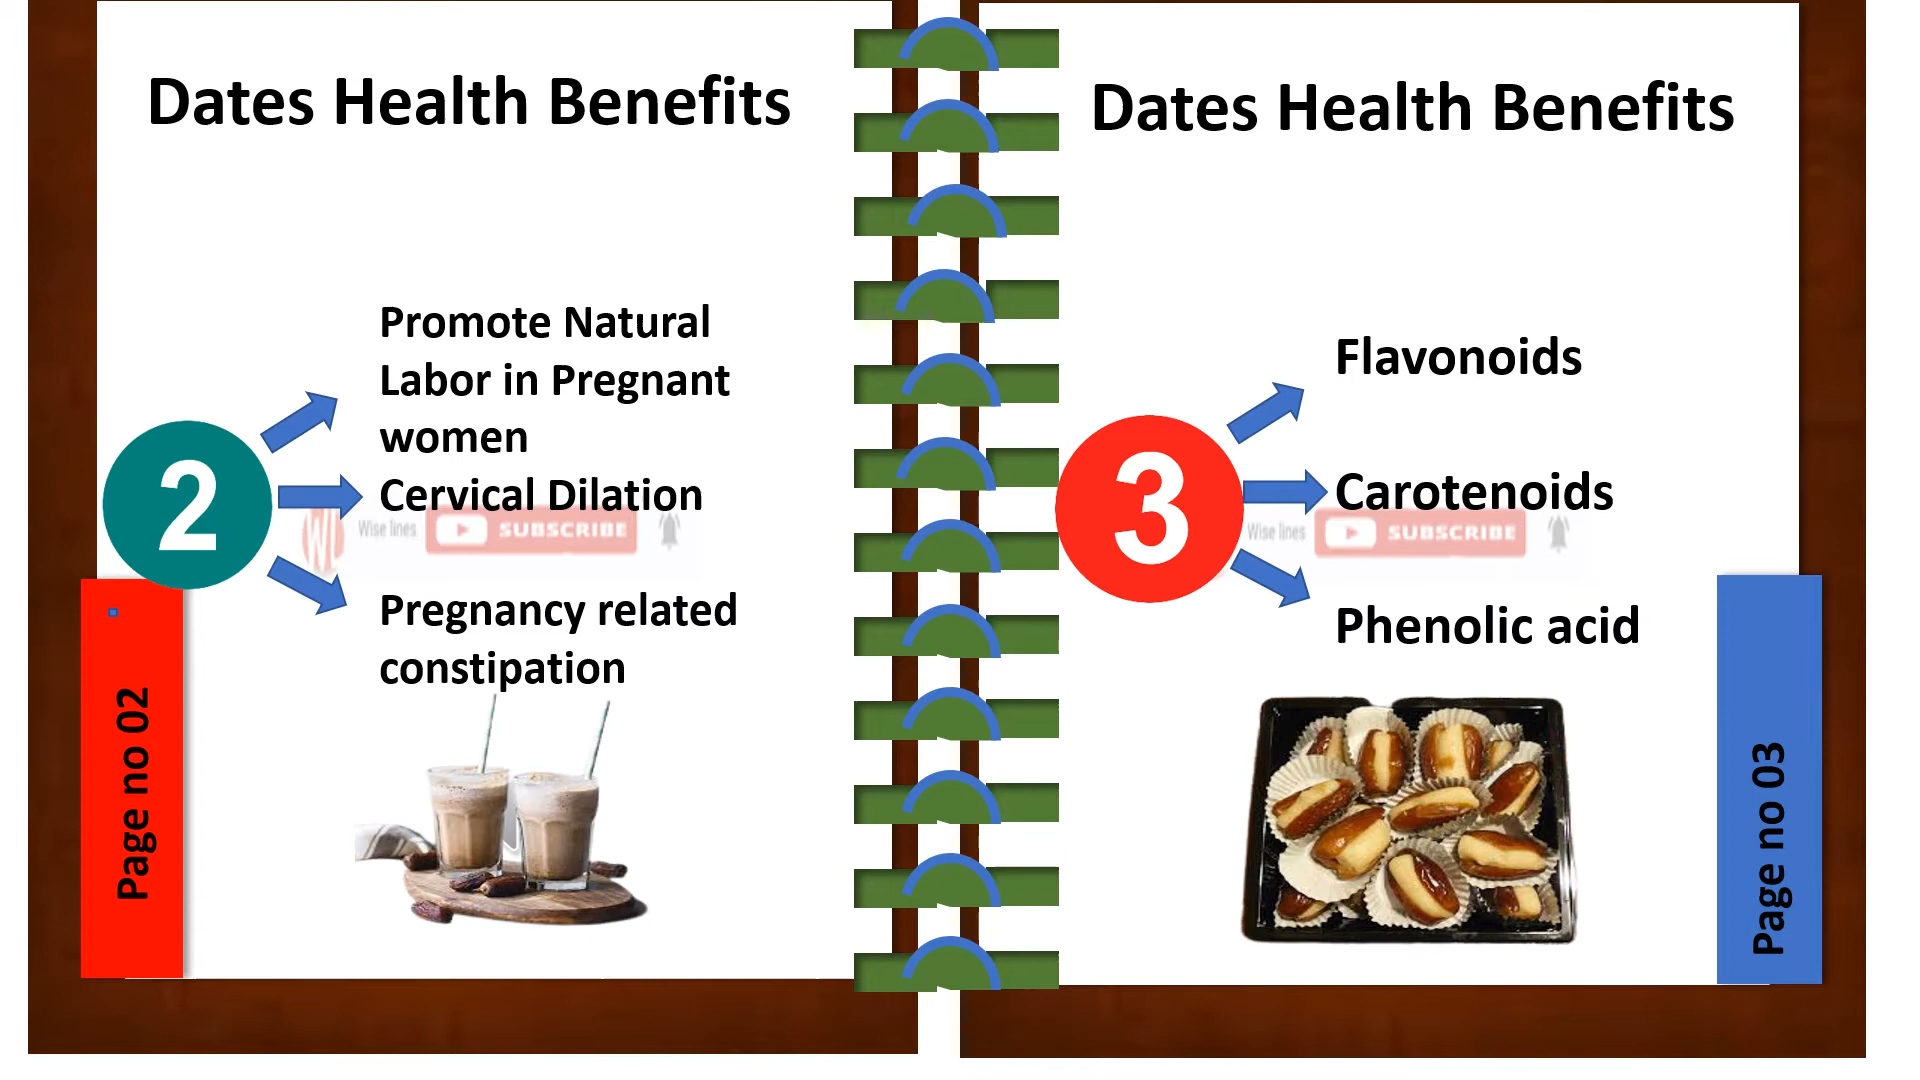 Dates Health Benefits
Promote Natural
Labor in Pregnant
women
2
Cervical Dilation
WL Wise lines SUBSCRIBE
Pregnancy related
constipation
Page no 02
Dates Health Benefits
Flavonoids
3
Carotenoids
Wise lines SUBSCRIBE
Phenolic acid
Page no 03